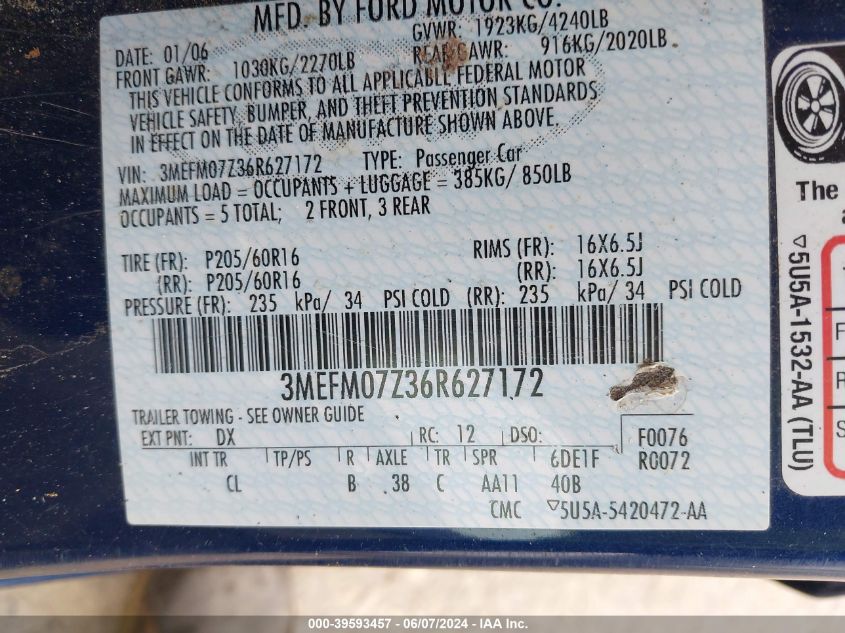 MFD. BY FORD MOTOR CO.
DATE: 01/06 GVWR: 1923KG/4240LB
FRONT GAWR: 1030KG/2270LB REAR GAWR: 916KG/2020LB
THIS VEHICLE CONFORMS TO ALL APPLICABLE FEDERAL MOTOR
VEHICLE SAFETY, BUMPER, AND THEFT PREVENTION STANDARDS
IN EFFECT ON THE DATE OF MANUFACTURE SHOWN ABOVE.
VIN: 3MEFM07Z36R627172 TYPE: Passenger Car
MAXIMUM LOAD = OCCUPANTS + LUGGAGE = 385KG/ 850LB
OCCUPANTS = 5 TOTAL; 2 FRONT, 3 REAR
TIRE (FR): P205/60R16 RIMS (FR): 16X6.5J
(RR): P205/60R16 (RR): 16X6.5J
PRESSURE (FR): 235 kPa/ 34 PSI COLD (RR): 235 kPa/ 34 PSI COLD
3MEFM07Z36R627172
TRAILER TOWING - SEE OWNER GUIDE
EXT PNT: DX RC: 12 DSO: F0076
INT TR TP/PS R AXLE TR SPR 6DE1F R0072
CL B .38 C AA11 40B
CMC ▽5U5A-5420472-AA
The
a
▽5U5A-1532-AA (TLU)
F
R
S
000-39593457 - 06/07/2024 - IAA Inc.